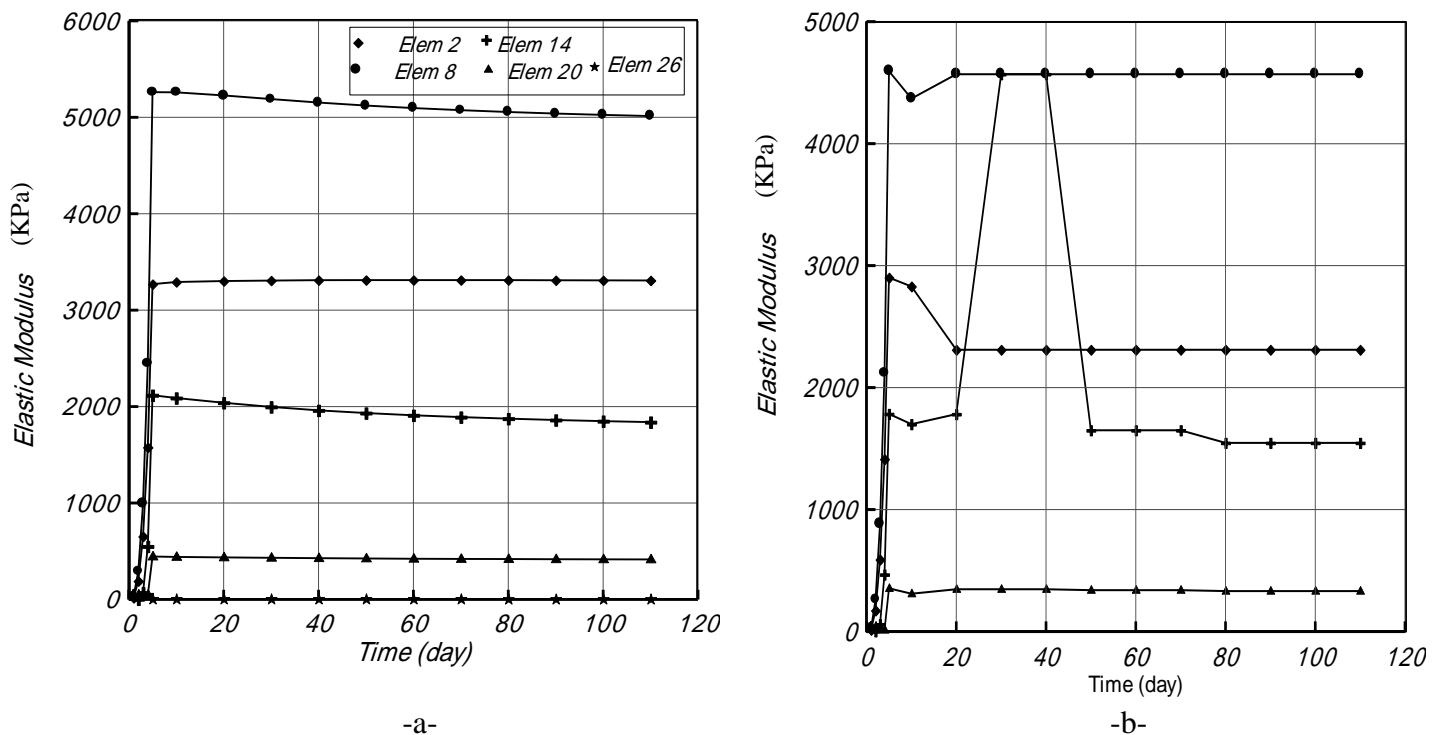 6000
5000
4000
3000
2000
1000
0
Elastic Modulus (KPa)
Elem 2 Elem 14
Elem 8 Elem 20 Elem 26
0 20 40 60 80 100 120
Time (day)
-a-
5000
4000
3000
2000
1000
0
Elastic Modulus (KPa)
0 20 40 60 80 100 120
Time (day)
-b-